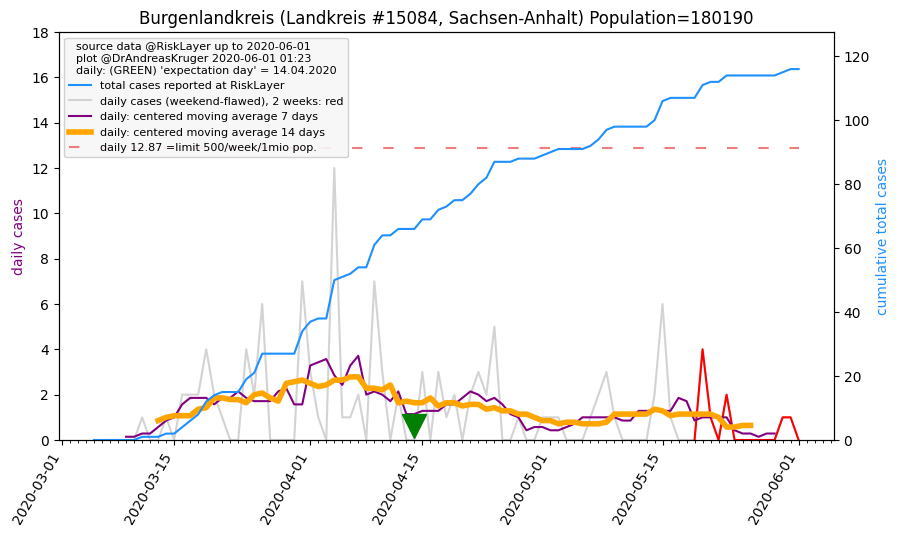 Burgenlandkreis (Landkreis #15084, Sachsen-Anhalt) Population=180190
source data @RiskLayer up to 2020-06-01
plot @DrAndreasKruger 2020-06-01 01:23
daily: (GREEN) 'expectation day' = 14.04.2020
total cases reported at RiskLayer
daily cases (weekend-flawed), 2 weeks: red
daily: centered moving average 7 days
daily: centered moving average 14 days
daily 12.87 =limit 500/week/1mio pop.
daily cases
18
16
14
12
10
8
6
4
2
0
cumulative total cases
120
100
80
60
40
20
0
2020-03-01
2020-03-15
2020-04-01
2020-04-15
2020-05-01
2020-05-15
2020-06-01